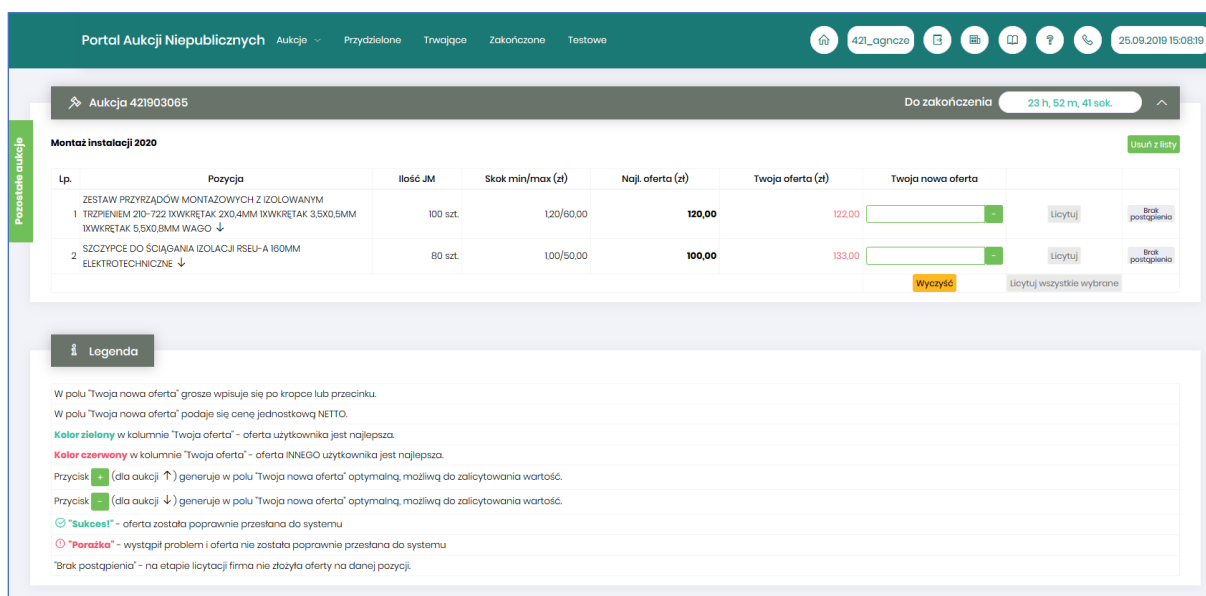 Portal Aukcji Niepublicznych Aukcje Przydzielone Trwające Zakończone Testowe 421_agncze 25.09.2019 15:08:19
Pozostałe aukcje
Aukcja 421903065 Do zakończenia 23 h, 52 m, 41 sok.
Montaż instalacji 2020 Usuń z listy
Lp. Pozycja Ilość JM Skok min/max (zł) Najl. oferta (zł) Twoja oferta (zł) Twoja nowa oferta
ZESTAW PRZYRZĄDÓW MONTAŻOWYCH Z IZOLOWANYM
1 TRZPIENIEM 210-722 1XWKRĘTAK 2X0,4MM 1XWKRĘTAK 3,5X0,5MM 100 szt. 1,20/60,00 120,00 122,00 - Licytuj Brak postąpienia
1XWKRĘTAK 5,5X0,8MM WAGO ↓
2 SZCZYPCE DO ŚCIĄGANIA IZOLACJI RSEU-A 160MM 80 szt. 1,00/50,00 100,00 133,00 - Licytuj Brak postąpienia
ELEKTROTECHNICZNE ↓
Wyczyść Licytuj wszystkie wybrane
Legenda
W polu "Twoja nowa oferta" grosze wpisuje się po kropce lub przecinku.
W polu "Twoja nowa oferta" podaje się cenę jednostkową NETTO.
Kolor zielony w kolumnie "Twoja oferta" - oferta użytkownika jest najlepsza.
Kolor czerwony w kolumnie "Twoja oferta" - oferta INNEGO użytkownika jest najlepsza.
Przycisk + (dla aukcji ↑) generuje w polu "Twoja nowa oferta" optymalną, możliwą do zalicytowania wartość.
Przycisk - (dla aukcji ↓) generuje w polu "Twoja nowa oferta" optymalną, możliwą do zalicytowania wartość.
"Sukces!" - oferta została poprawnie przesłana do systemu
"Porażka" - wystąpił problem i oferta nie została poprawnie przesłana do systemu
"Brak postąpienia" - na etapie licytacji firma nie złożyła oferty na danej pozycji.